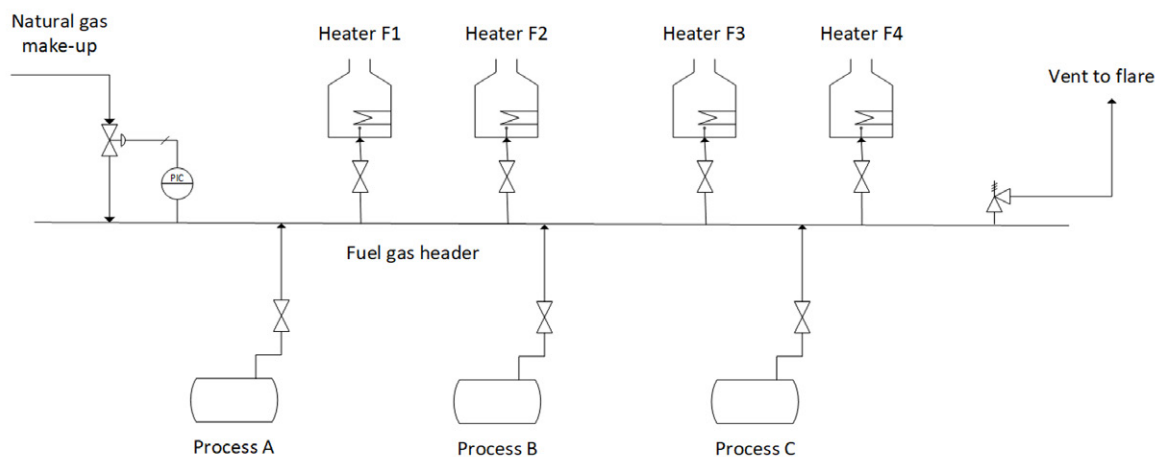 Natural gas
make-up
Heater F1
Heater F2
Heater F3
Heater F4
Vent to flare
PIC
Fuel gas header
Process A
Process B
Process C